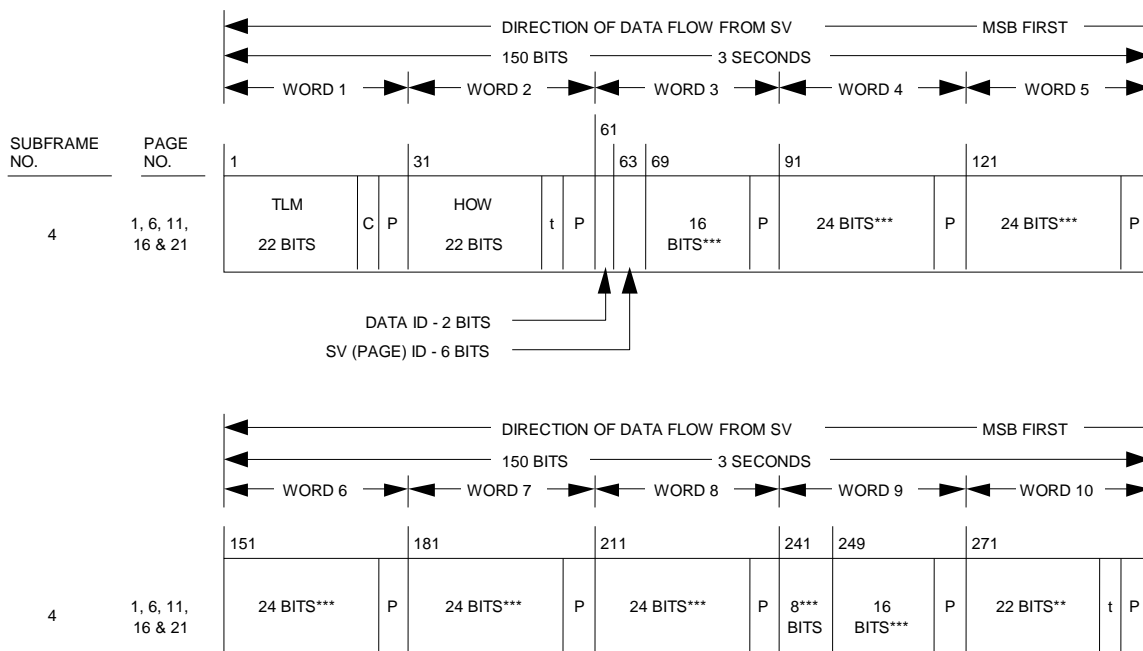 DIRECTION OF DATA FLOW FROM SV MSB FIRST
150 BITS 3 SECONDS
WORD 1 WORD 2 WORD 3 WORD 4 WORD 5
SUBFRAME NO. PAGE NO.
1 31 61 63 69 91 121
4
1, 6, 11,
16 & 21
TLM
22 BITS
C
P
HOW
22 BITS
t
P
16
BITS***
P
24 BITS***
P
24 BITS***
P
DATA ID - 2 BITS
SV (PAGE) ID - 6 BITS
DIRECTION OF DATA FLOW FROM SV MSB FIRST
150 BITS 3 SECONDS
WORD 6 WORD 7 WORD 8 WORD 9 WORD 10
151 181 211 241 249 271
4
1, 6, 11,
16 & 21
24 BITS***
P
24 BITS***
P
24 BITS***
P
8***
BITS
16
BITS***
P
22 BITS**
t
P